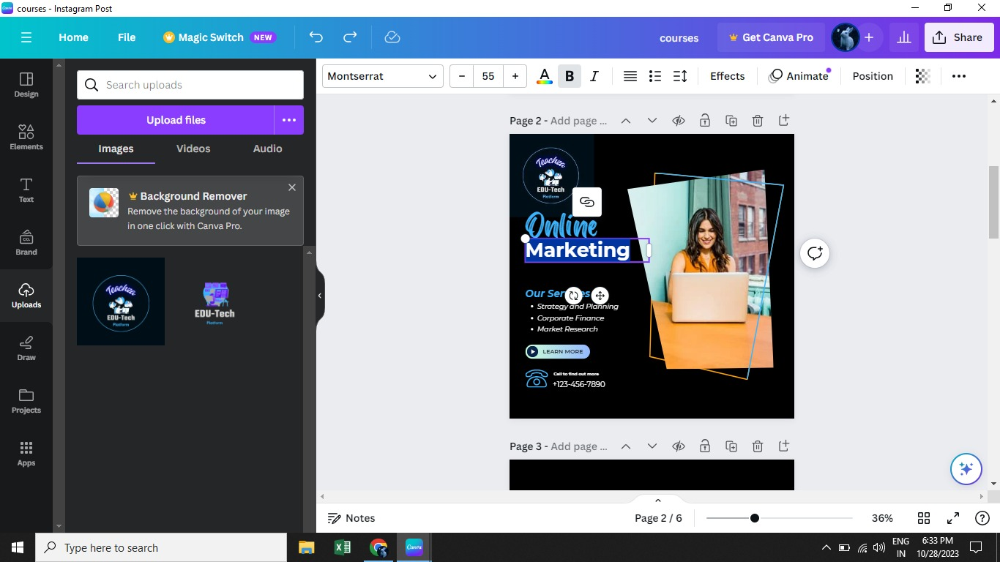 courses - Instagram Post
Home File Magic Switch NEW courses Get Canva Pro Share
Montserrat 55 A B I Effects Animate Position
Design
Elements
Text
Brand
Uploads
Draw
Projects
Apps
Search uploads
Upload files
Images Videos Audio
Background Remover
Remove the background of your image
in one click with Canva Pro.
Teachza
EDU-Tech
Platform
EDU-Tech
Platform
Page 2 - Add page ...
Teachza
EDU-Tech
Platform
Online
Marketing
Our Services
Strategy and Planning
Corporate Finance
Market Research
LEARN MORE
Call to find out more
+123-456-7890
Page 3 - Add page ...
Notes Page 2 / 6 36%
Type here to search
ENG
IN
6:33 PM
10/28/2023